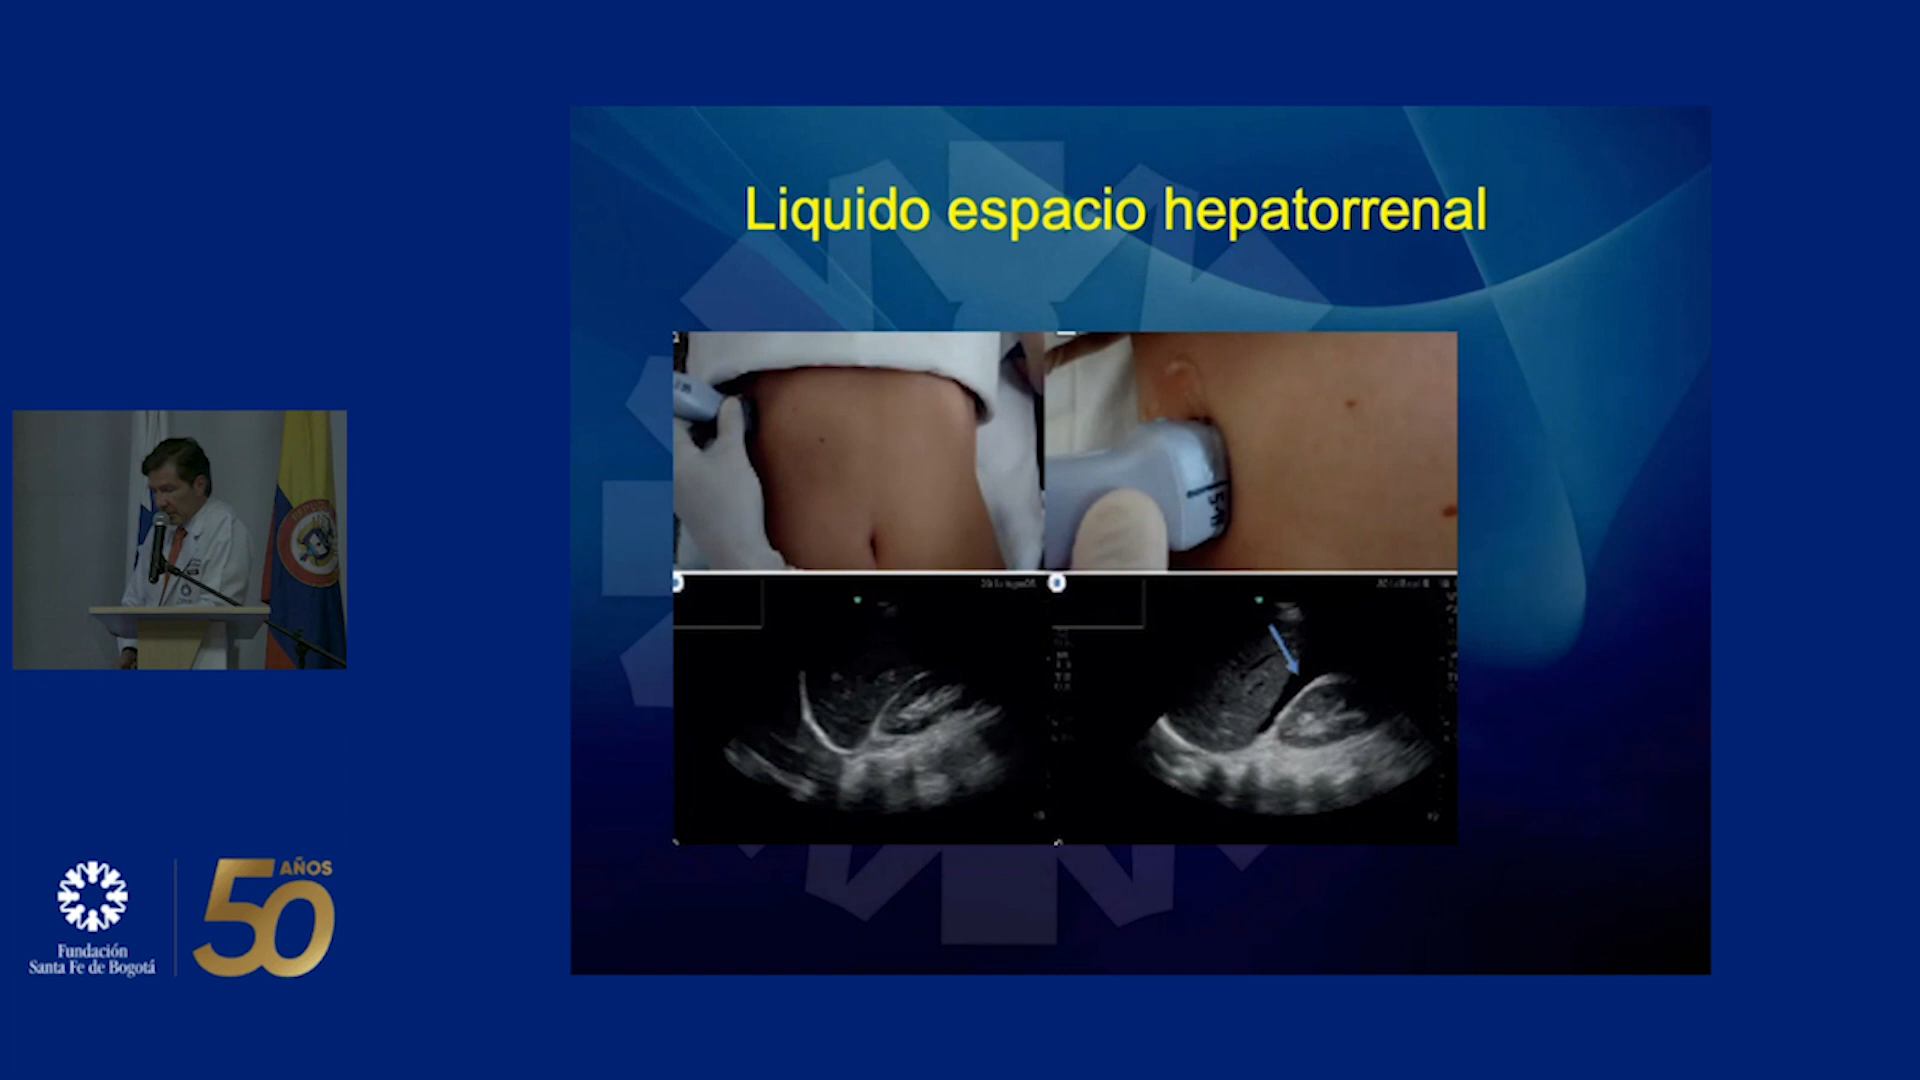 Liquido espacio hepatorrenal
50 AÑOS
Fundación
Santa Fe de Bogotá